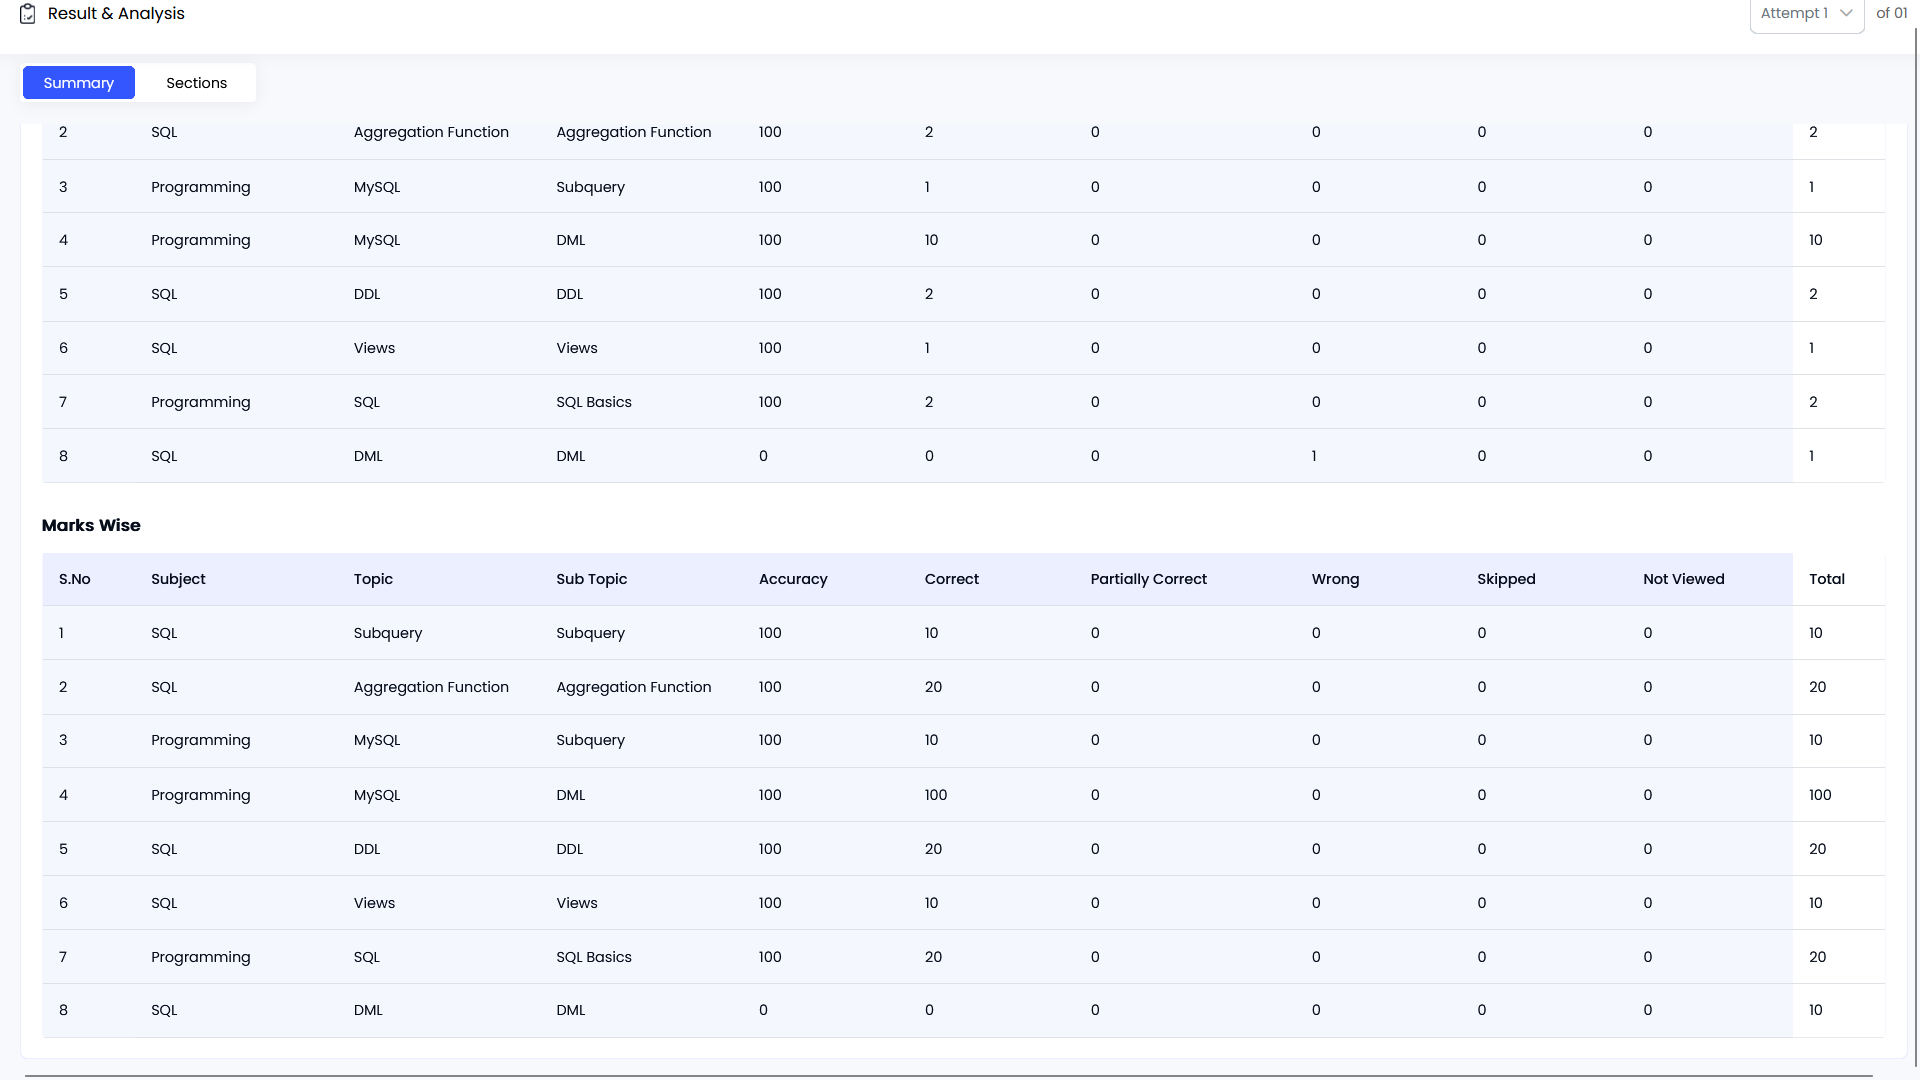 Result & Analysis
Attempt 1 of 01
Summary Sections
2 SQL Aggregation Function Aggregation Function 100 2 0 0 0 0 2
3 Programming MySQL Subquery 100 1 0 0 0 0 1
4 Programming MySQL DML 100 10 0 0 0 0 10
5 SQL DDL DDL 100 2 0 0 0 0 2
6 SQL Views Views 100 1 0 0 0 0 1
7 Programming SQL SQL Basics 100 2 0 0 0 0 2
8 SQL DML DML 0 0 0 1 0 0 1
Marks Wise
S.No Subject Topic Sub Topic Accuracy Correct Partially Correct Wrong Skipped Not Viewed Total
1 SQL Subquery Subquery 100 10 0 0 0 0 10
2 SQL Aggregation Function Aggregation Function 100 20 0 0 0 0 20
3 Programming MySQL Subquery 100 10 0 0 0 0 10
4 Programming MySQL DML 100 100 0 0 0 0 100
5 SQL DDL DDL 100 20 0 0 0 0 20
6 SQL Views Views 100 10 0 0 0 0 10
7 Programming SQL SQL Basics 100 20 0 0 0 0 20
8 SQL DML DML 0 0 0 0 0 0 10